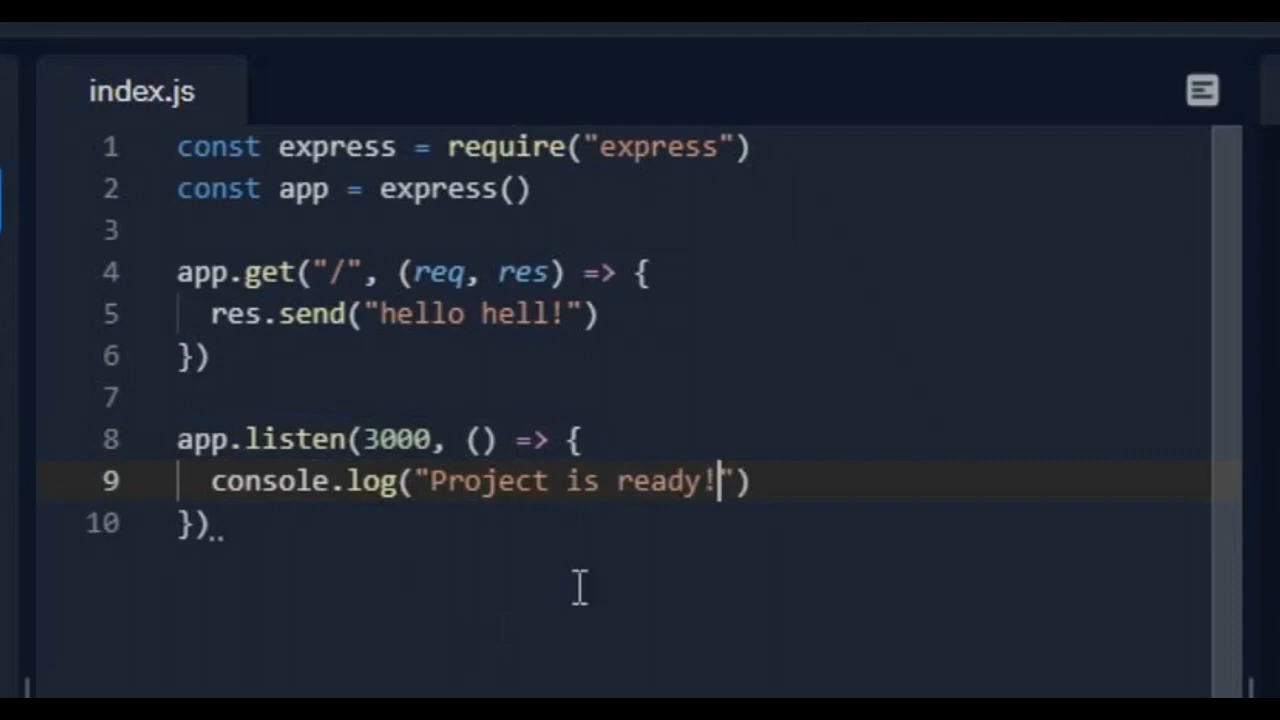 index.js
1 const express = require("express")
2 const app = express()
3
4 app.get("/", (req, res) => {
5   res.send("hello hell!")
6 })
7
8 app.listen(3000, () => {
9   console.log("Project is ready!")
10 })